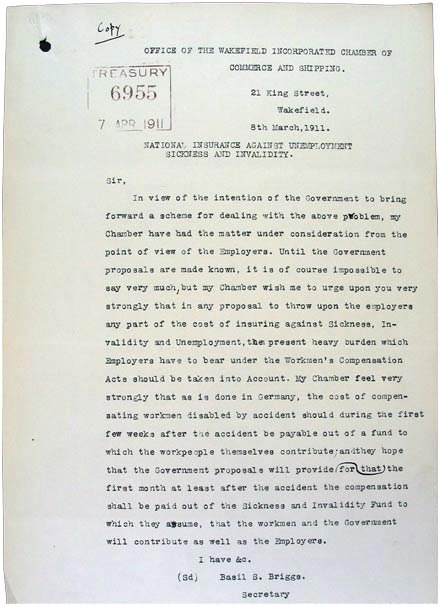 Copy
OFFICE OF THE WAKEFIELD INCORPORATED CHAMBER OF
COMMERCE AND SHIPPING.
TREASURY
6955
7 APR 1911
21 King Street,
Wakefield.
8th March, 1911.
NATIONAL INSURANCE AGAINST UNEMPLOYMENT
SICKNESS AND INVALIDITY.
Sir,
In view of the intention of the Government to bring
forward a scheme for dealing with the above problem, my
Chamber have had the matter under consideration from the
point of view of the Employers. Until the Government
proposals are made known, it is of course impossible to
say very much, but my Chamber wish me to urge upon you very
strongly that in any proposal to throw upon the employers
any part of the cost of insuring against Sickness, In-
validity and Unemployment, the present heavy burden which
Employers have to bear under the Workmen's Compensation
Acts should be taken into Account. My Chamber feel very
strongly that as is done in Germany, the cost of compen-
sating workmen disabled by accident should during the first
few weeks after the accident be payable out of a fund to
which the workpeople themselves contribute; and they hope
that the Government proposals will provide (for that) the
first month at least after the accident the compensation
shall be paid out of the Sickness and Invalidity Fund to
which they assume, that the workmen and the Government
will contribute as well as the Employers.
I have &c.
(Sd) Basil S. Briggs.
Secretary